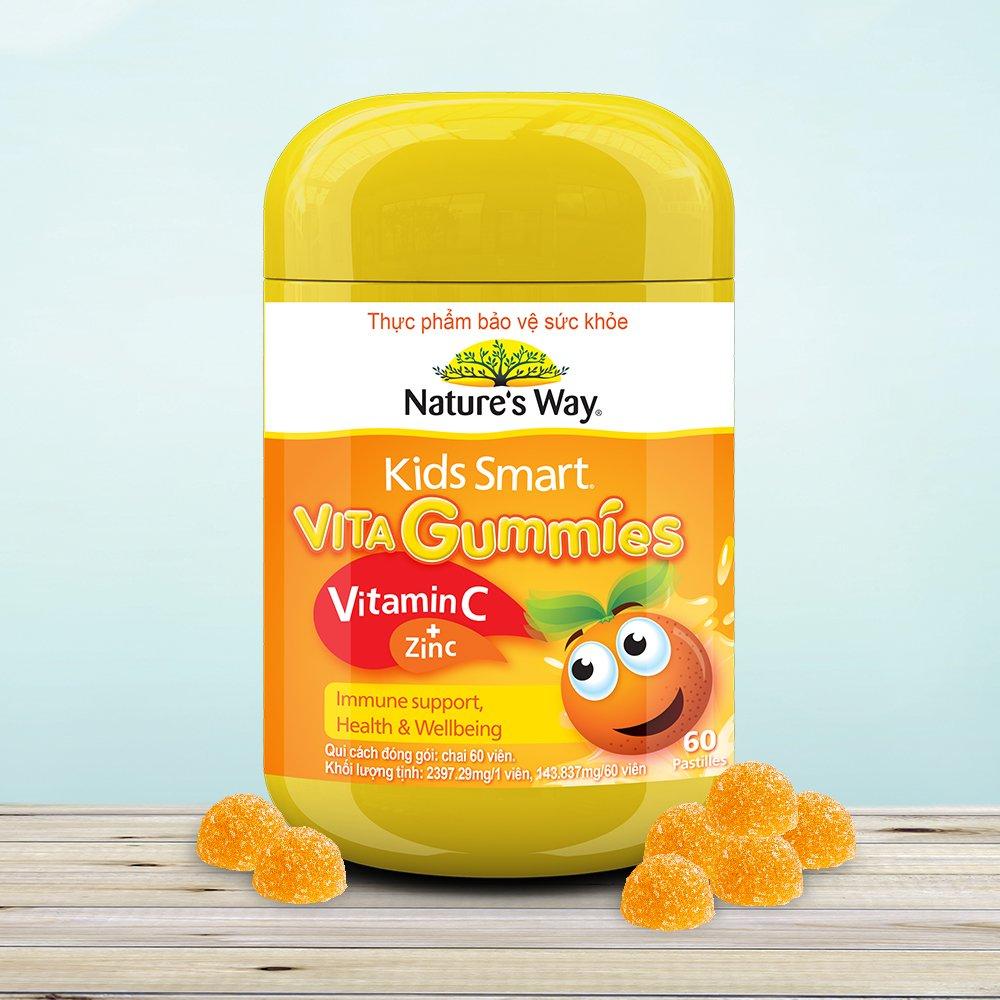 Thực phẩm bảo vệ sức khỏe
Nature's Way®
Kids Smart®
VITA Gummies
Vitamin C
+
Zinc
Immune support,
Health & Wellbeing
Qui cách đóng gói: chai 60 viên.
Khối lượng tịnh: 2397.29mg/1 viên, 143.837mg/60 viên
60
Pastilles